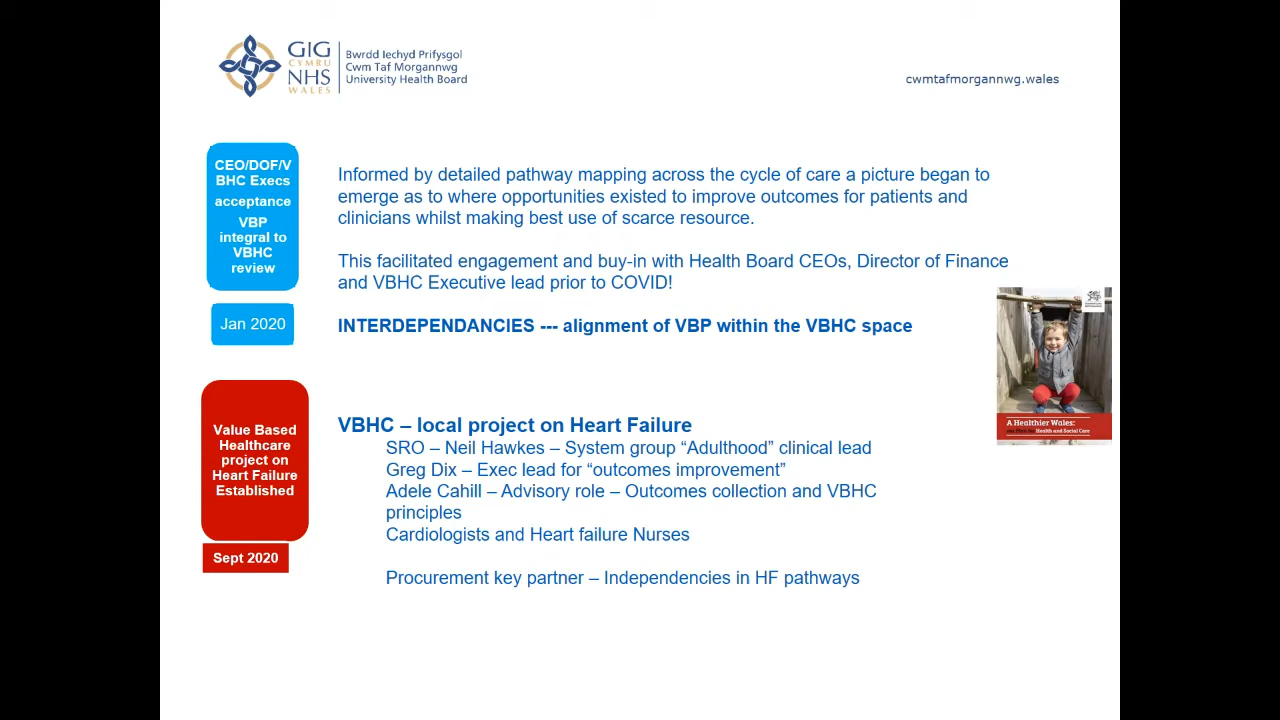 GIG
CYMRU
NHS
WALES
Bwrdd Iechyd Prifysgol
Cwm Taf Morgannwg
University Health Board
cwmtafmorgannwg.wales
CEO/DOF/V
BHC Execs
acceptance
VBP
integral to
VBHC
review
Jan 2020
Informed by detailed pathway mapping across the cycle of care a picture began to
emerge as to where opportunities existed to improve outcomes for patients and
clinicians whilst making best use of scarce resource.
This facilitated engagement and buy-in with Health Board CEOs, Director of Finance
and VBHC Executive lead prior to COVID!
INTERDEPENDANCIES --- alignment of VBP within the VBHC space
A Healthier Wales:
our Plan for Health and Social Care
Value Based
Healthcare
project on
Heart Failure
Established
Sept 2020
VBHC – local project on Heart Failure
SRO – Neil Hawkes – System group “Adulthood” clinical lead
Greg Dix – Exec lead for “outcomes improvement”
Adele Cahill – Advisory role – Outcomes collection and VBHC
principles
Cardiologists and Heart failure Nurses
Procurement key partner – Independencies in HF pathways